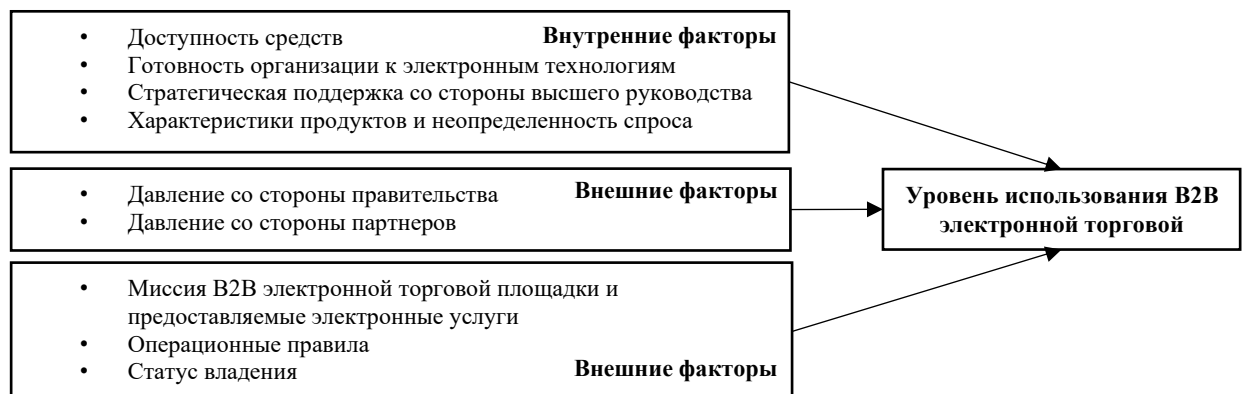 • Доступность средств Внутренние факторы
• Готовность организации к электронным технологиям
• Стратегическая поддержка со стороны высшего руководства
• Характеристики продуктов и неопределенность спроса
• Давление со стороны правительства Внешние факторы
• Давление со стороны партнеров
Уровень использования B2B
электронной торговой
• Миссия B2B электронной торговой площадки и
предоставляемые электронные услуги
• Операционные правила
• Статус владения Внешние факторы